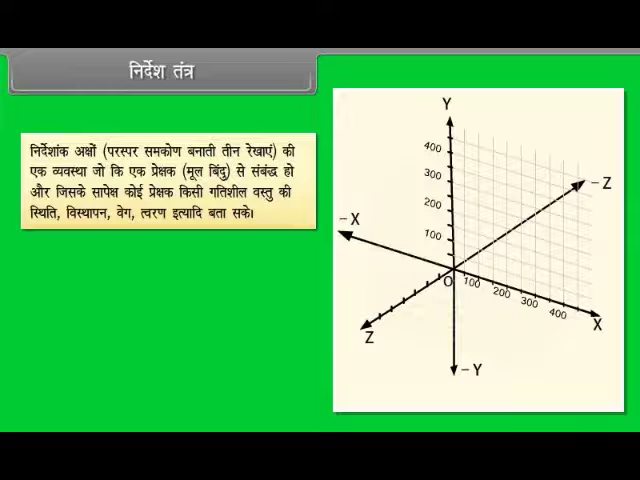 निर्देश तंत्र
निर्देशांक अक्षों (परस्पर समकोण बनाती तीन रेखाएं) की
एक व्यवस्था जो कि एक प्रेक्षक (मूल बिंदु) से संबंद्ध हो
और जिसके सापेक्ष कोई प्रेक्षक किसी गतिशील वस्तु की
स्थिति, विस्थापन, वेग, त्वरण इत्यादि बता सके।
Y
400
300
200
100
– Z
– X
O
100
200
300
400
X
Z
– Y